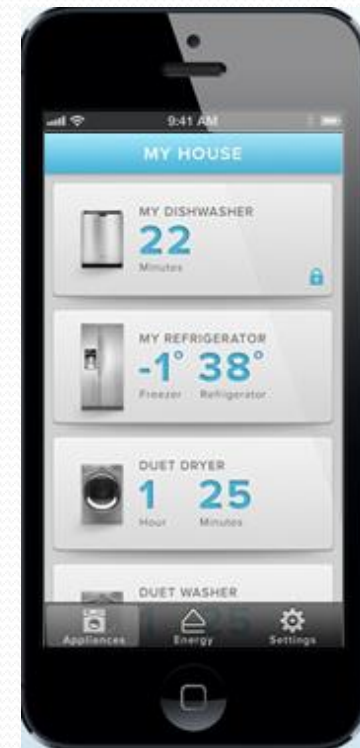 9:41 AM
MY HOUSE
MY DISHWASHER
22
Minutes
MY REFRIGERATOR
-1° 38°
Freezer Refrigerator
DUET DRYER
1 25
Hour Minutes
DUET WASHER
Appliances Energy Settings